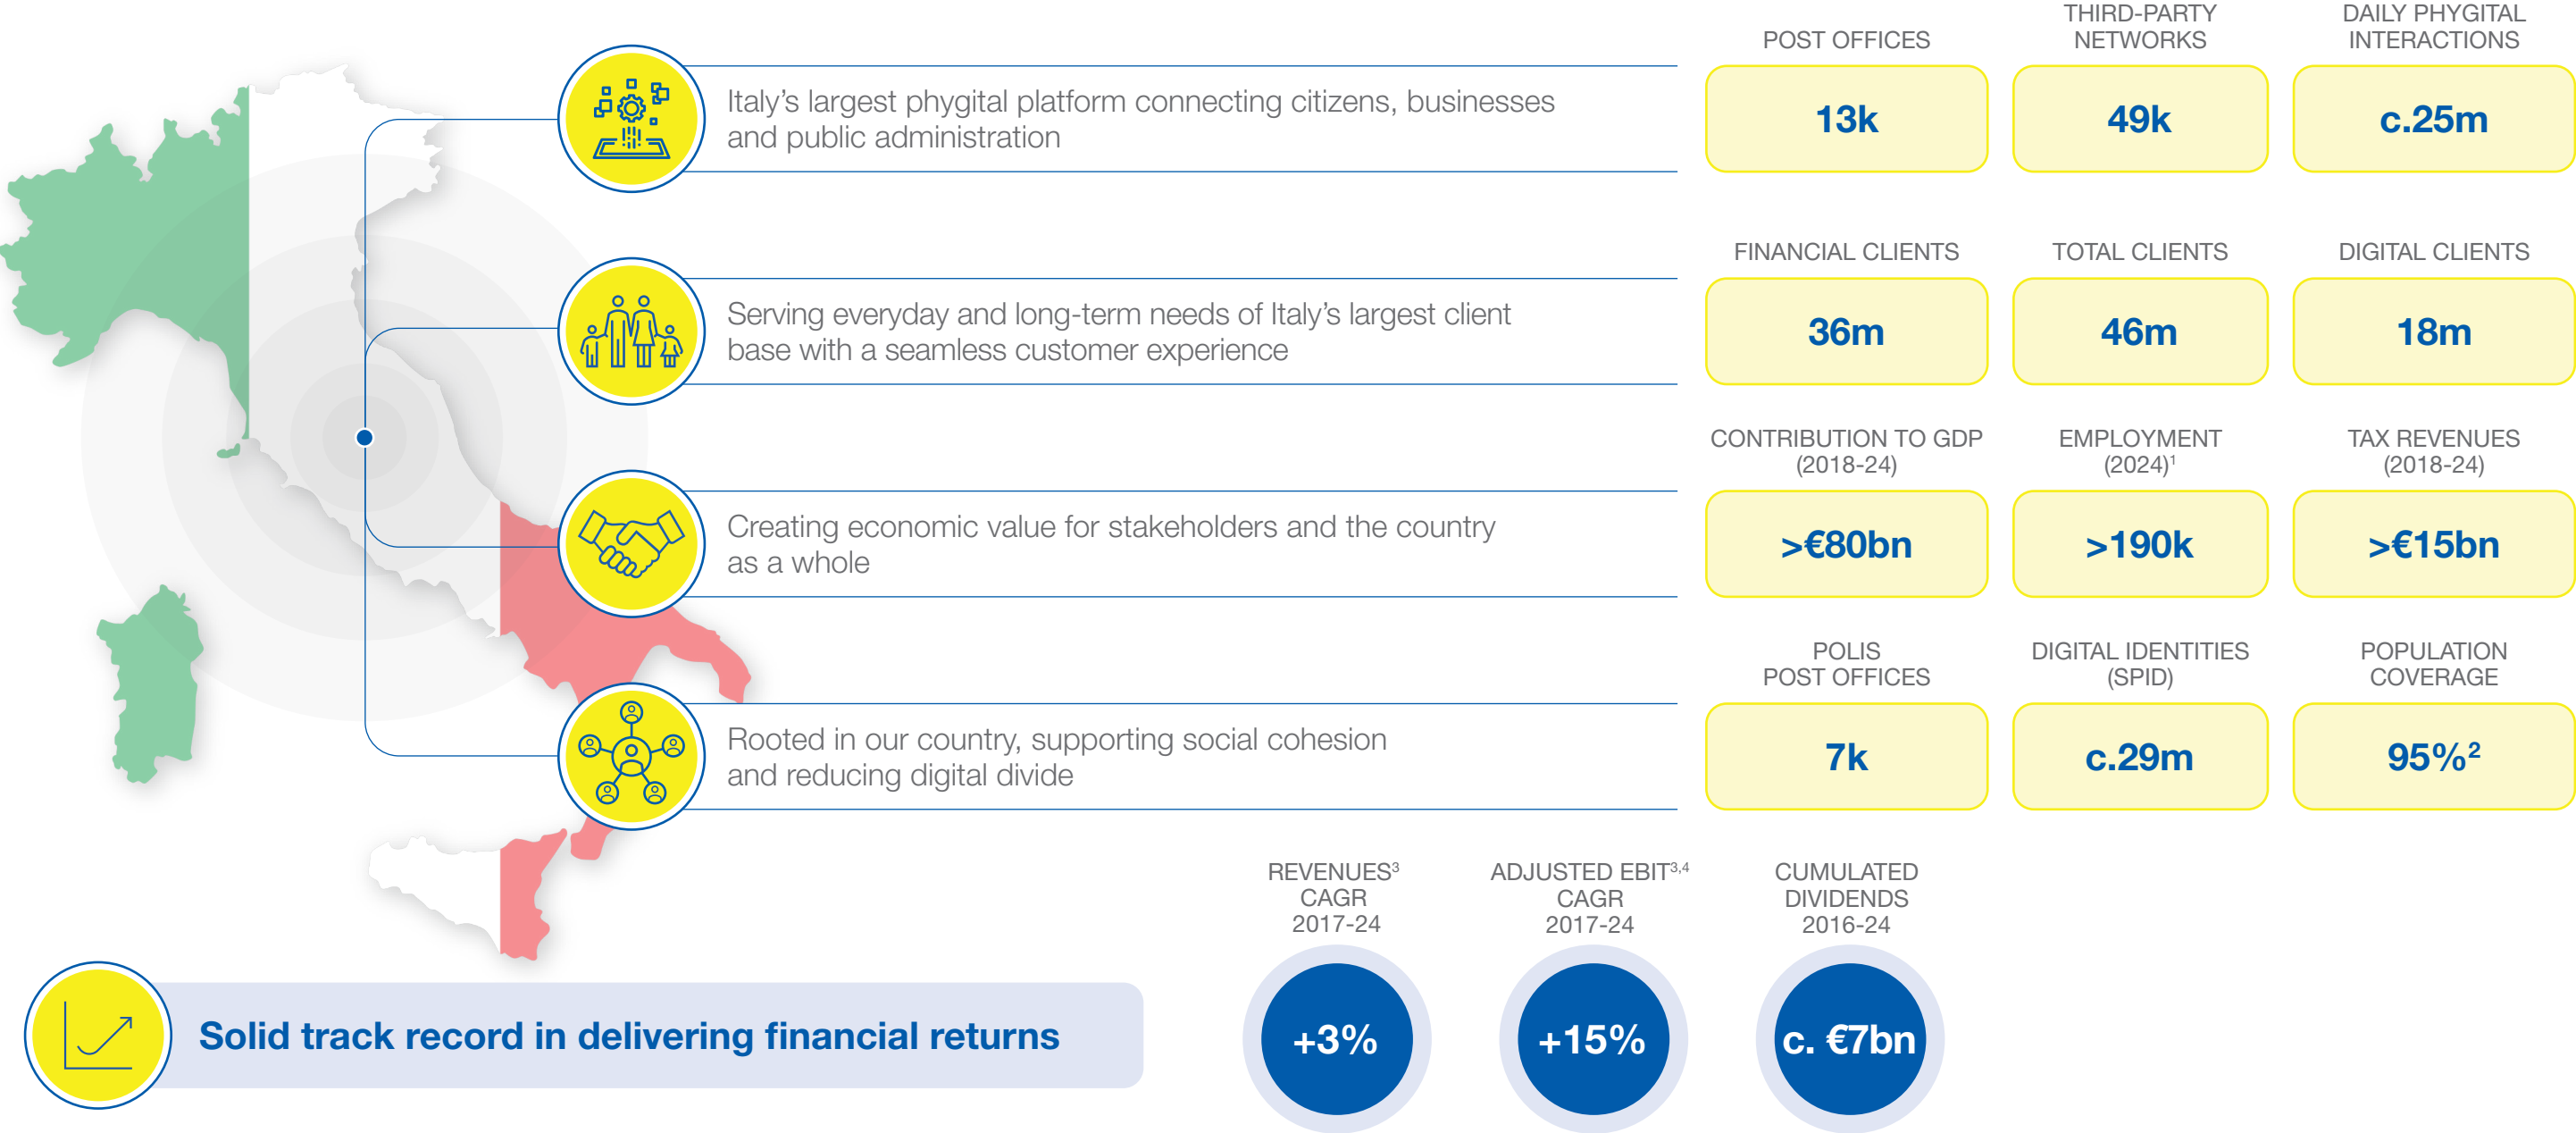 POST OFFICES
THIRD-PARTY
NETWORKS
DAILY PHYGITAL
INTERACTIONS
Italy's largest phygital platform connecting citizens, businesses
and public administration
13k
49k
c.25m
FINANCIAL CLIENTS
TOTAL CLIENTS
DIGITAL CLIENTS
Serving everyday and long-term needs of Italy's largest client
base with a seamless customer experience
36m
46m
18m
CONTRIBUTION TO GDP
(2018-24)
EMPLOYMENT
(2024)¹
TAX REVENUES
(2018-24)
Creating economic value for stakeholders and the country
as a whole
>€80bn
>190k
>€15bn
POLIS
POST OFFICES
DIGITAL IDENTITIES
(SPID)
POPULATION
COVERAGE
Rooted in our country, supporting social cohesion
and reducing digital divide
7k
c.29m
95%²
REVENUES³
CAGR
2017-24
ADJUSTED EBIT³,⁴
CAGR
2017-24
CUMULATED
DIVIDENDS
2016-24
Solid track record in delivering financial returns
+3%
+15%
c. €7bn